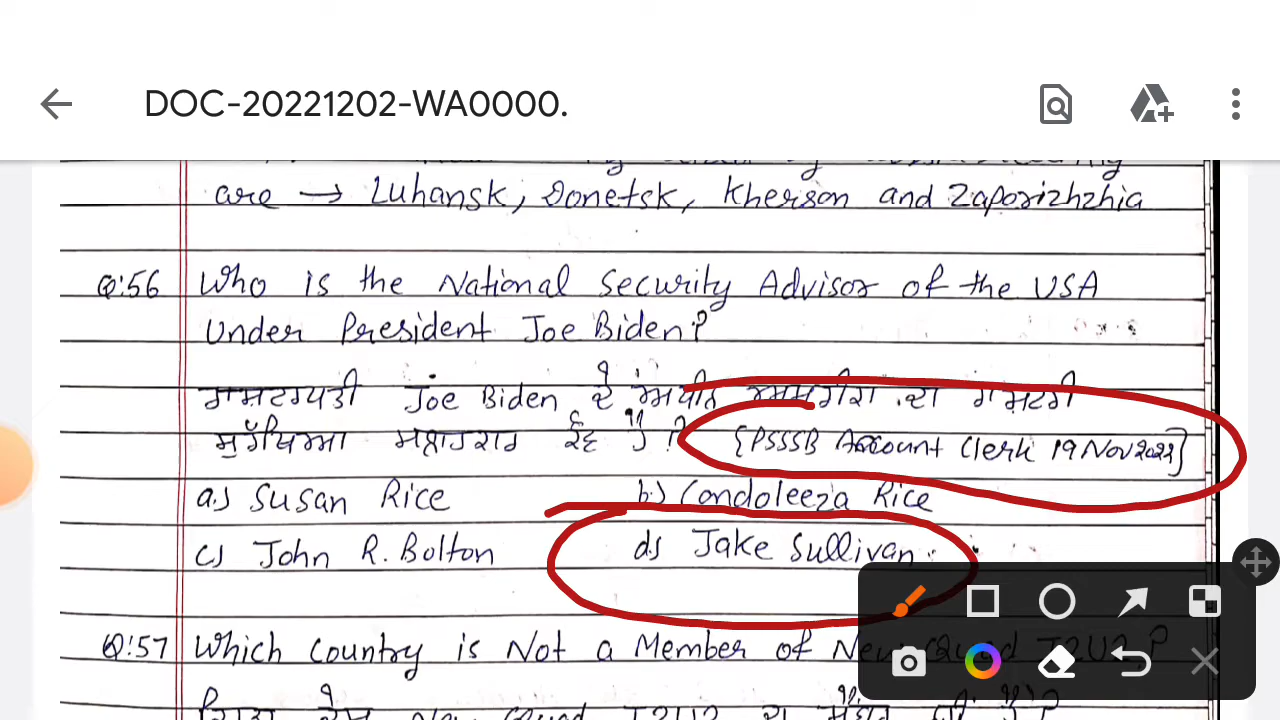 DOC-20221202-WA0000.
are → Luhansk, Donetsk, Kherson and Zaporizhzhia
Q:56 Who is the National Security Advisor of the USA
Under President Joe Biden?
ਰਾਸ਼ਟਰਪਤੀ Joe Biden ਦੇ ਅਧੀਨ ਅਮਰੀਕਾ ਦਾ ਰਾਸ਼ਟਰੀ
ਸੁਰੱਖਿਆ ਸਲਾਹਕਾਰ ਕੌਣ ਹੈ?
{PSSSB Account Clerk 19 Nov 2022}
a.) Susan Rice b.) Condoleeza Rice
c) John R. Bolton d.) Jake Sullivan.
Q:57 Which Country is Not a Member of New Quad I2U2?